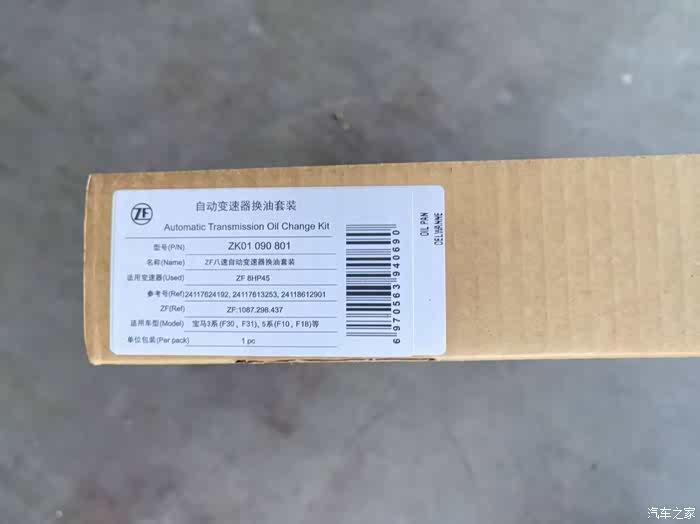 ZF
自动变速器换油套装
Automatic Transmission Oil Change Kit
型号(P/N) ZK01 090 801
名称(Name) ZF八速自动变速器换油套装
适用变速器(Used) ZF 8HP45
参考号(Ref) 24117624192, 24117613253, 24118612901
ZF(Ref) ZF:1087.298.437
适用车型(Model) 宝马3系(F30 , F31), 5系(F10 , F18)等
单位包装(Per pack) 1 pc
6 970563 940690
OIL PAN
DELWANNE
汽车之家